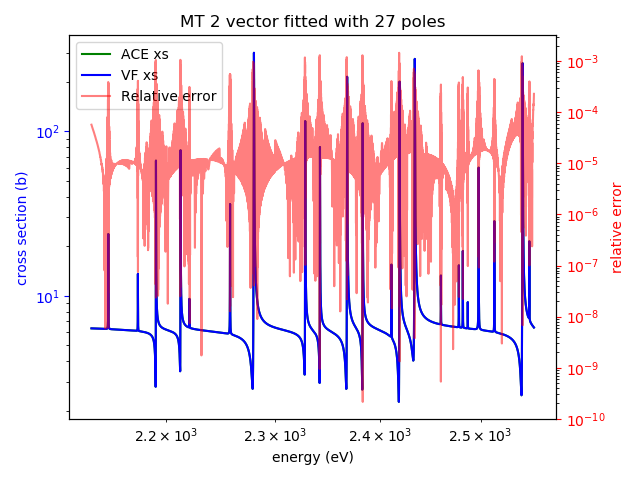 MT 2 vector fitted with 27 poles
ACE xs
VF xs
Relative error
cross section (b)
10²
10¹
relative error
10⁻³
10⁻⁴
10⁻⁵
10⁻⁶
10⁻⁷
10⁻⁸
10⁻⁹
10⁻¹⁰
2.2 × 10³ 2.3 × 10³ 2.4 × 10³ 2.5 × 10³
energy (eV)